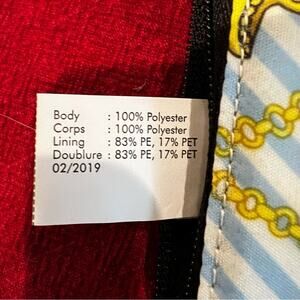 Body : 100% Polyester
Corps : 100% Polyester
Lining : 83% PE, 17% PET
Doublure : 83% PE, 17% PET
02/2019